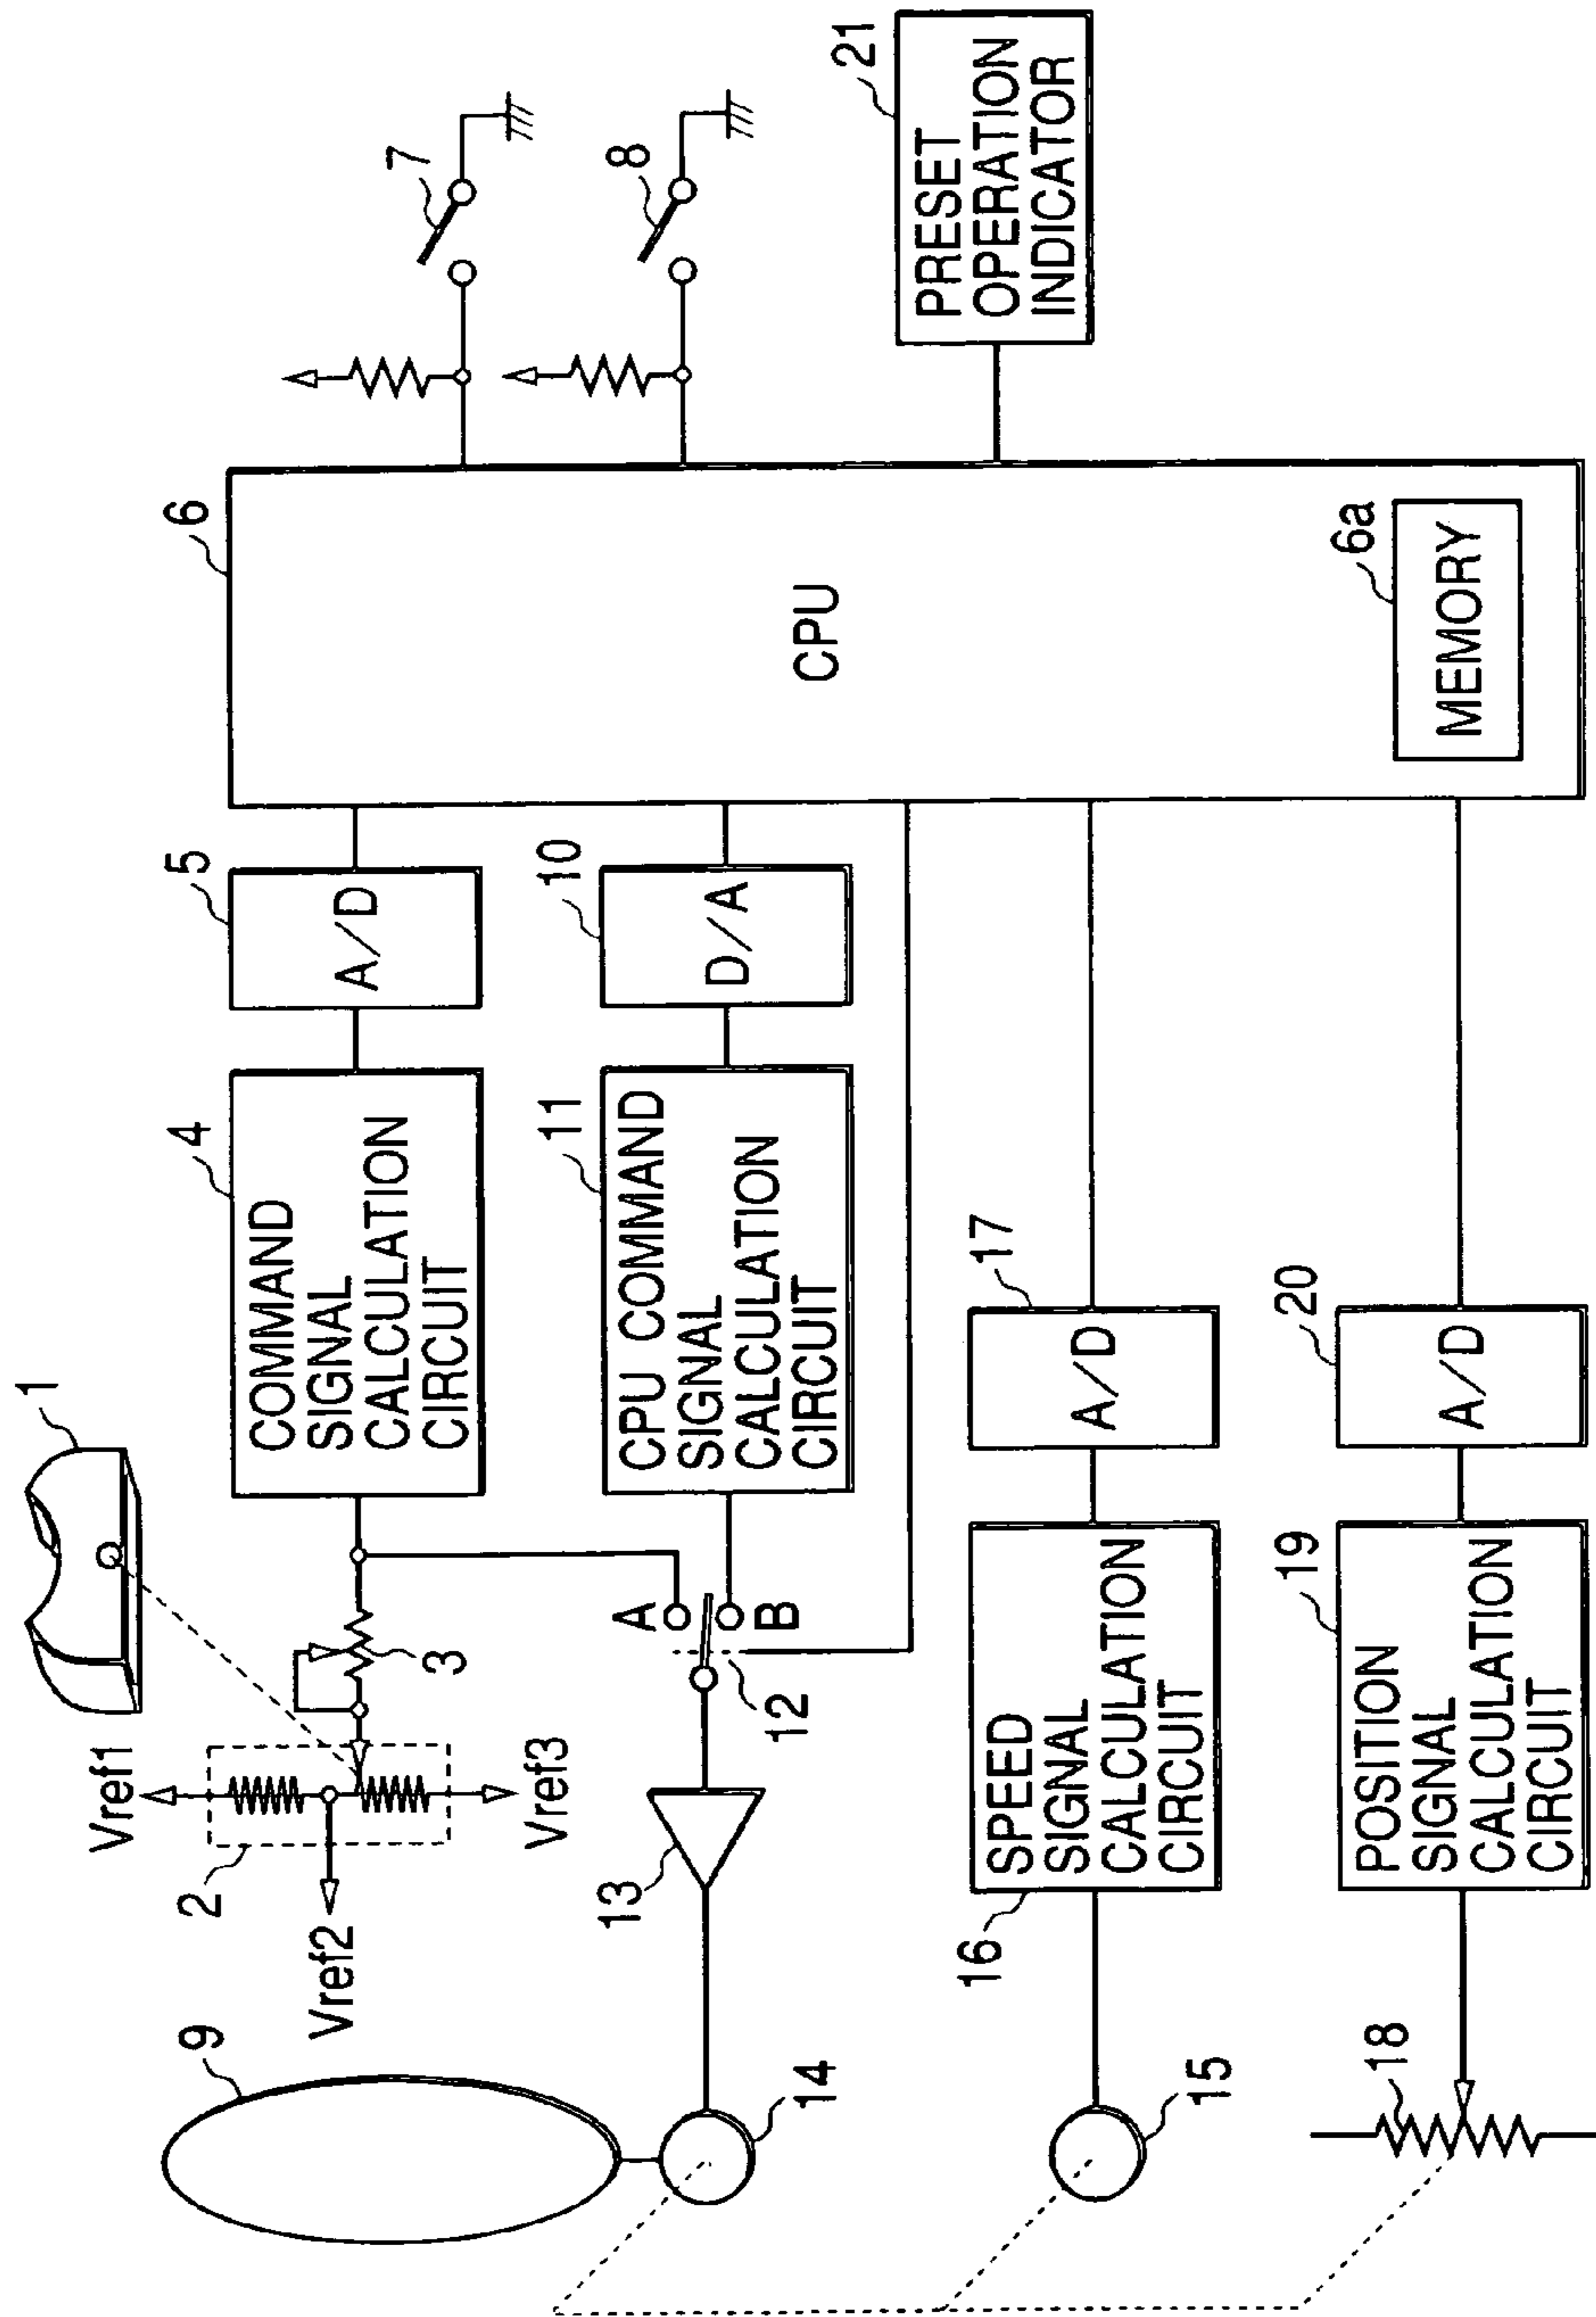 1
Vref1
2
Vref2
Vref3
3
4
COMMAND
SIGNAL
CALCULATION
CIRCUIT
5
A/D
6
CPU
6a
MEMORY
7
8
9
10
D/A
11
CPU COMMAND
SIGNAL
CALCULATION
CIRCUIT
A
B
12
13
14
15
16
SPEED
SIGNAL
CALCULATION
CIRCUIT
17
A/D
18
19
POSITION
SIGNAL
CALCULATION
CIRCUIT
20
A/D
21
PRESET
OPERATION
INDICATOR